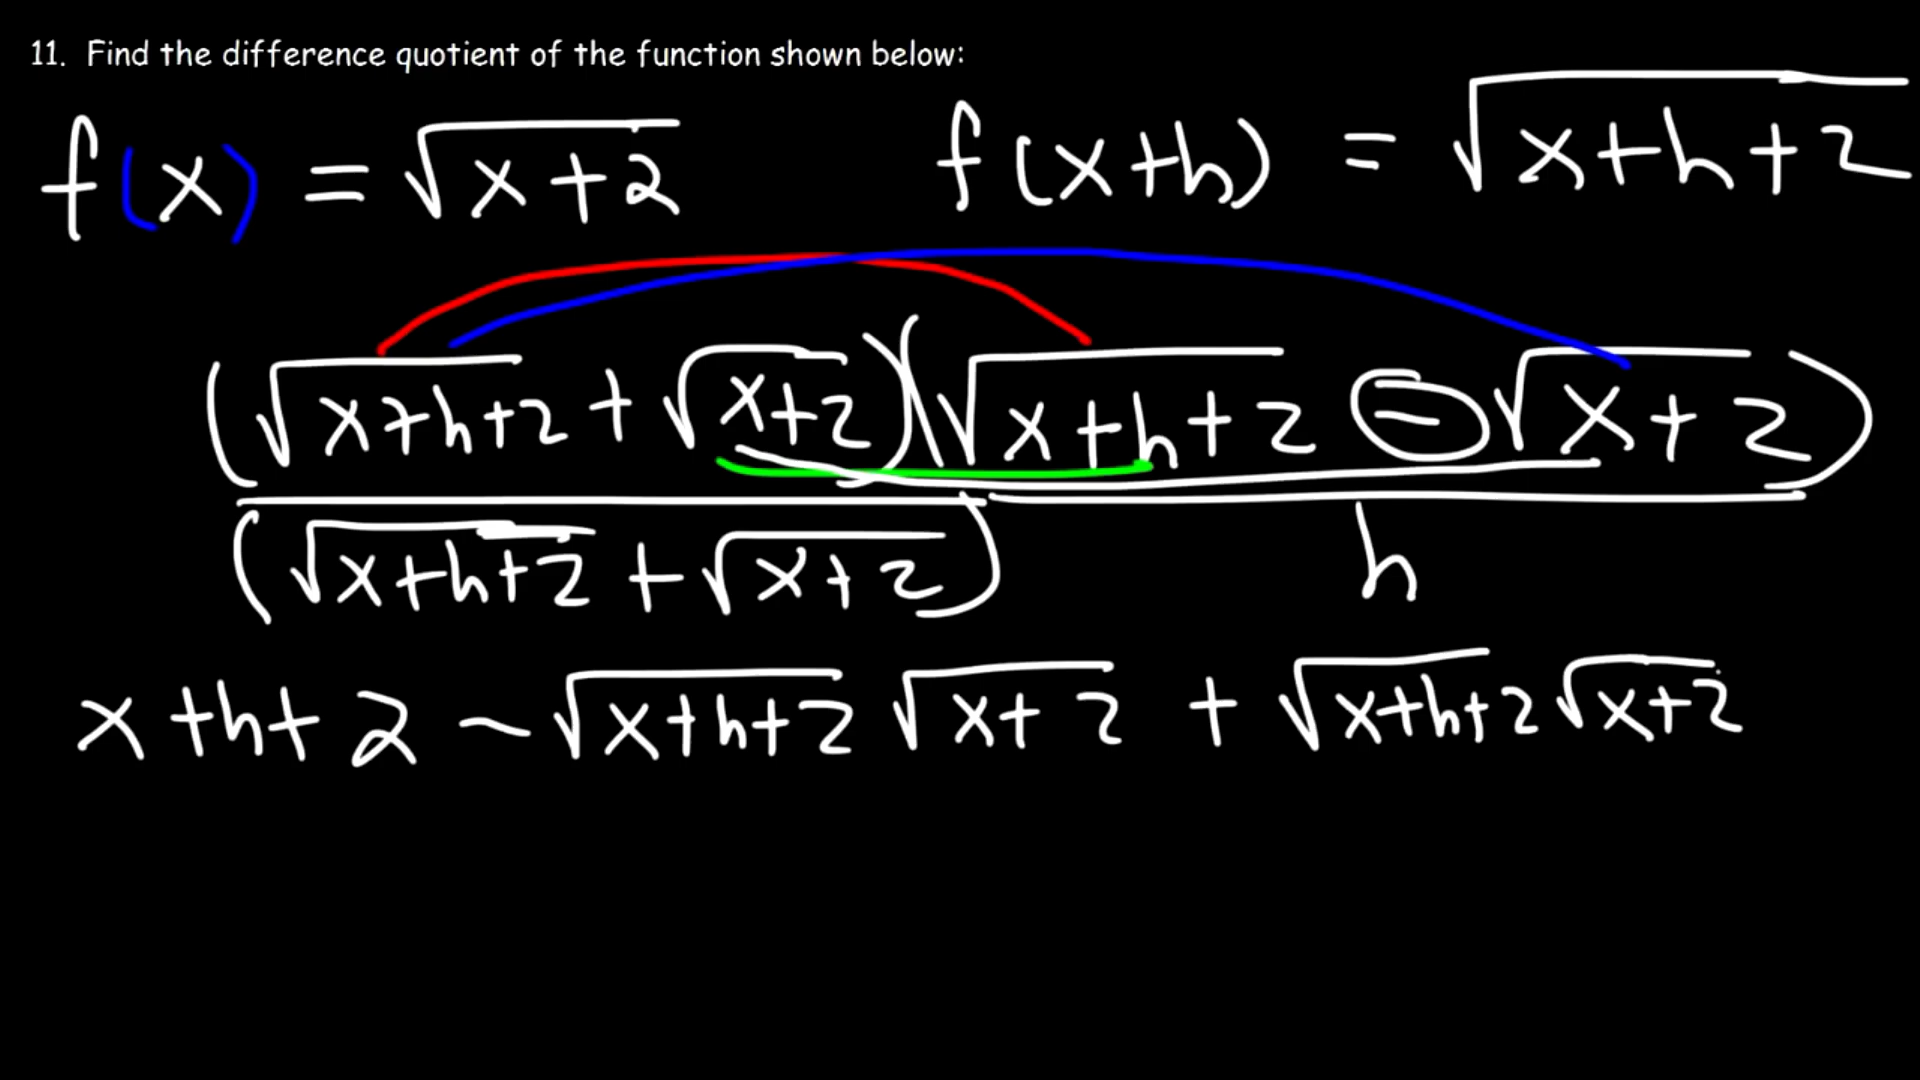 11. Find the difference quotient of the function shown below:
f(x) = √(x+2) f(x+h) = √(x+h+2)
(√(x+h+2) + √(x+2))(√(x+h+2) - √(x+2))
(√(x+h+2) + √(x+2)) h
x+h+2 - √(x+h+2) √(x+2) + √(x+h+2) √(x+2)